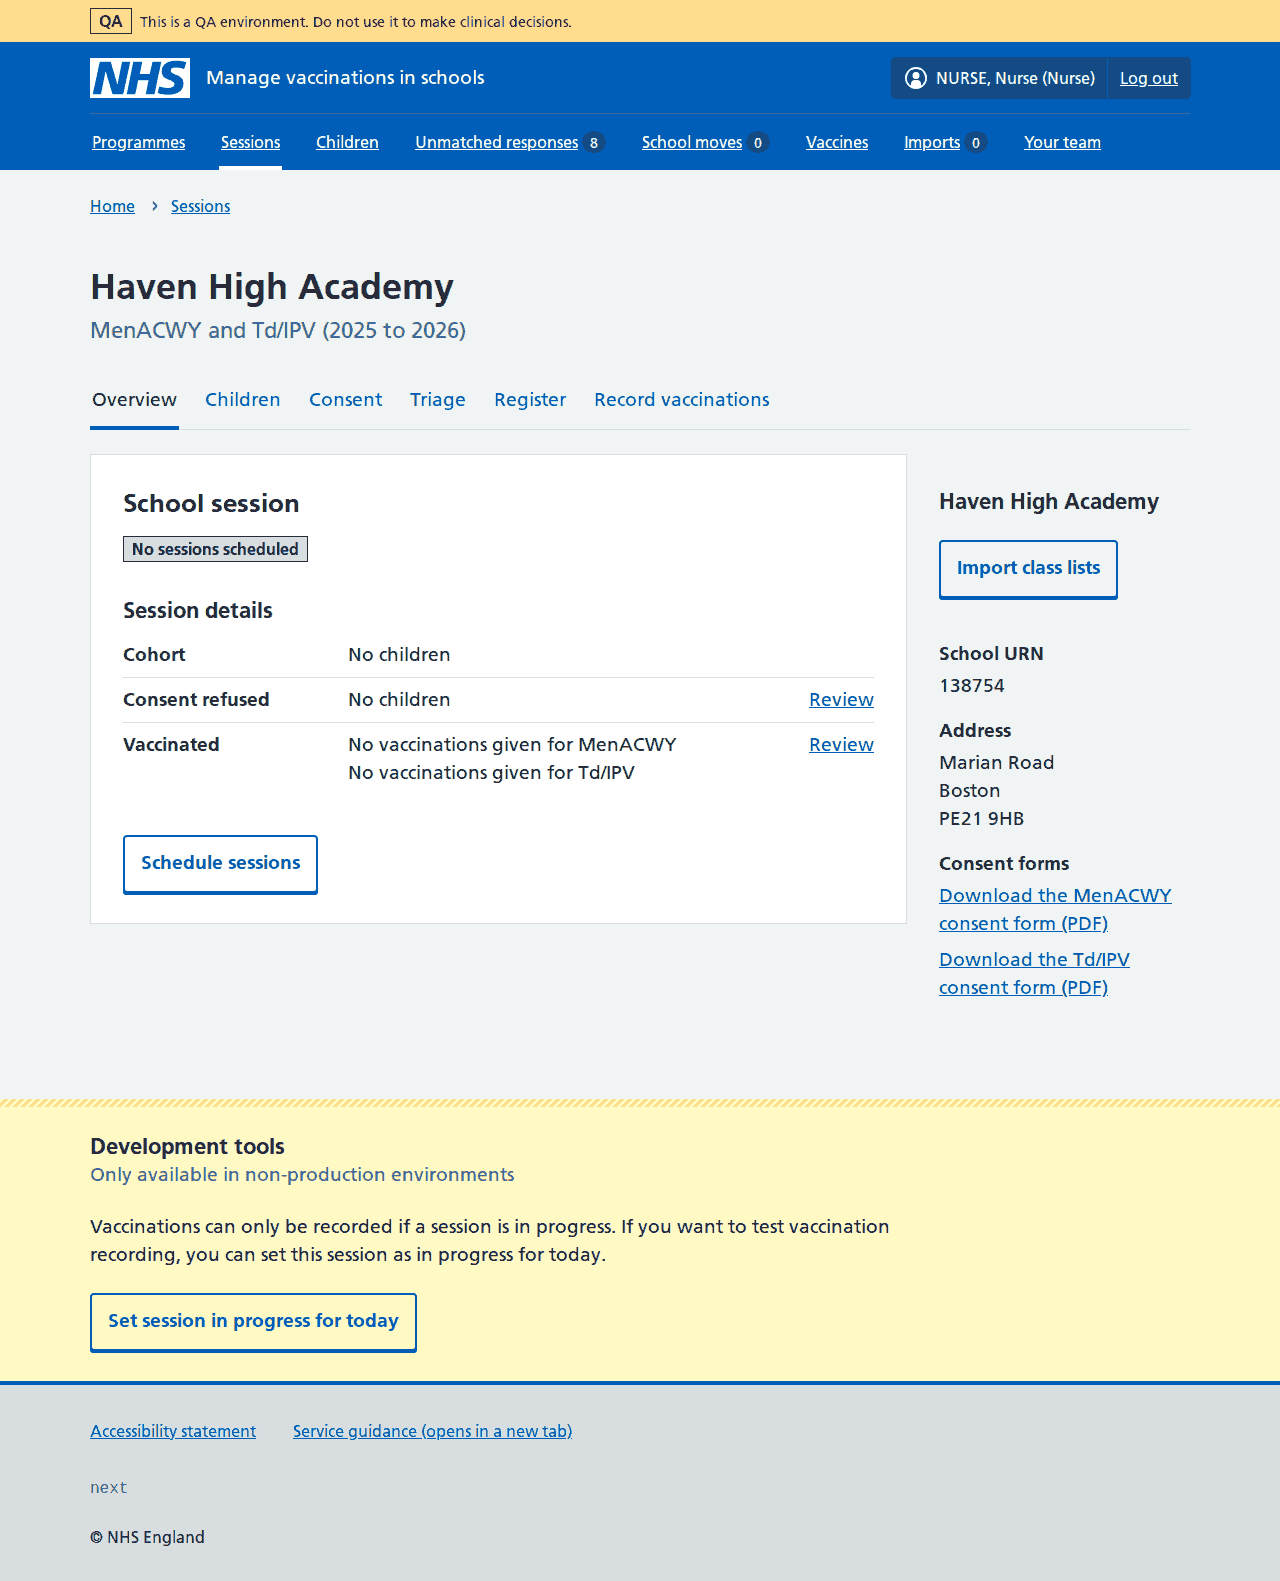 QA This is a QA environment. Do not use it to make clinical decisions.
NHS Manage vaccinations in schools NURSE, Nurse (Nurse) Log out
Programmes Sessions Children Unmatched responses 8 School moves 0 Vaccines Imports 0 Your team
Home › Sessions
Haven High Academy
MenACWY and Td/IPV (2025 to 2026)
Overview Children Consent Triage Register Record vaccinations
School session
No sessions scheduled
Session details
Cohort No children
Consent refused No children Review
Vaccinated No vaccinations given for MenACWY Review
No vaccinations given for Td/IPV
Schedule sessions
Haven High Academy
Import class lists
School URN
138754
Address
Marian Road
Boston
PE21 9HB
Consent forms
Download the MenACWY
consent form (PDF)
Download the Td/IPV
consent form (PDF)
Development tools
Only available in non-production environments
Vaccinations can only be recorded if a session is in progress. If you want to test vaccination
recording, you can set this session as in progress for today.
Set session in progress for today
Accessibility statement Service guidance (opens in a new tab)
next
© NHS England